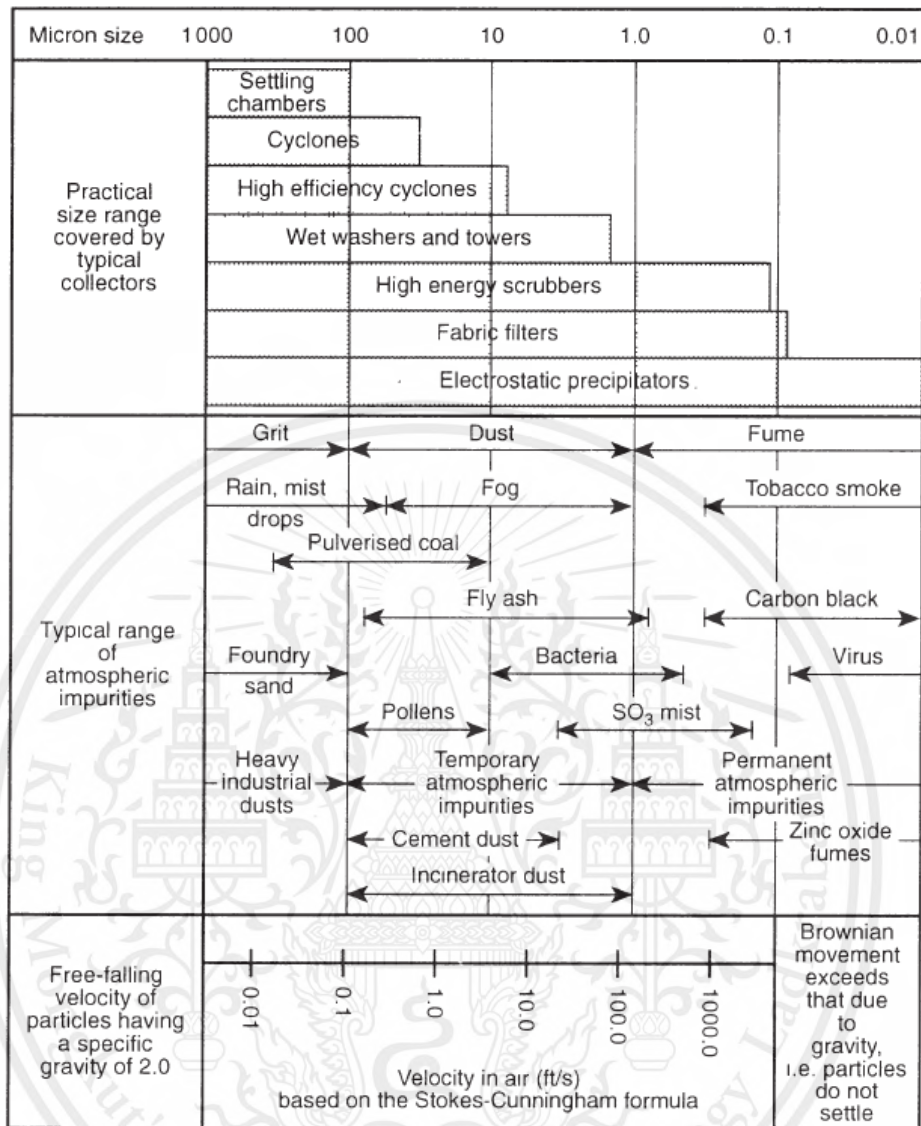 Micron size 1 000 100 10 1.0 0.1 0.01
Practical
size range
covered by
typical
collectors
Settling
chambers
Cyclones
High efficiency cyclones
Wet washers and towers
High energy scrubbers
Fabric filters
Electrostatic precipitators
Typical range
of
atmospheric
impurities
Grit Dust Fume
Rain, mist
drops
Fog
Tobacco smoke
Pulverised coal
Fly ash
Carbon black
Foundry
sand
Bacteria
Virus
Pollens
SO₃ mist
Heavy
industrial
dusts
Temporary
atmospheric
impurities
Permanent
atmospheric
impurities
Cement dust
Zinc oxide
fumes
Incinerator dust
Free-falling
velocity of
particles having
a specific
gravity of 2.0
0.01 0.1 1.0 10.0 100.0 1000.0
Velocity in air (ft/s)
based on the Stokes-Cunningham formula
Brownian
movement
exceeds
that due
to
gravity,
i.e. particles
do not
settle
King